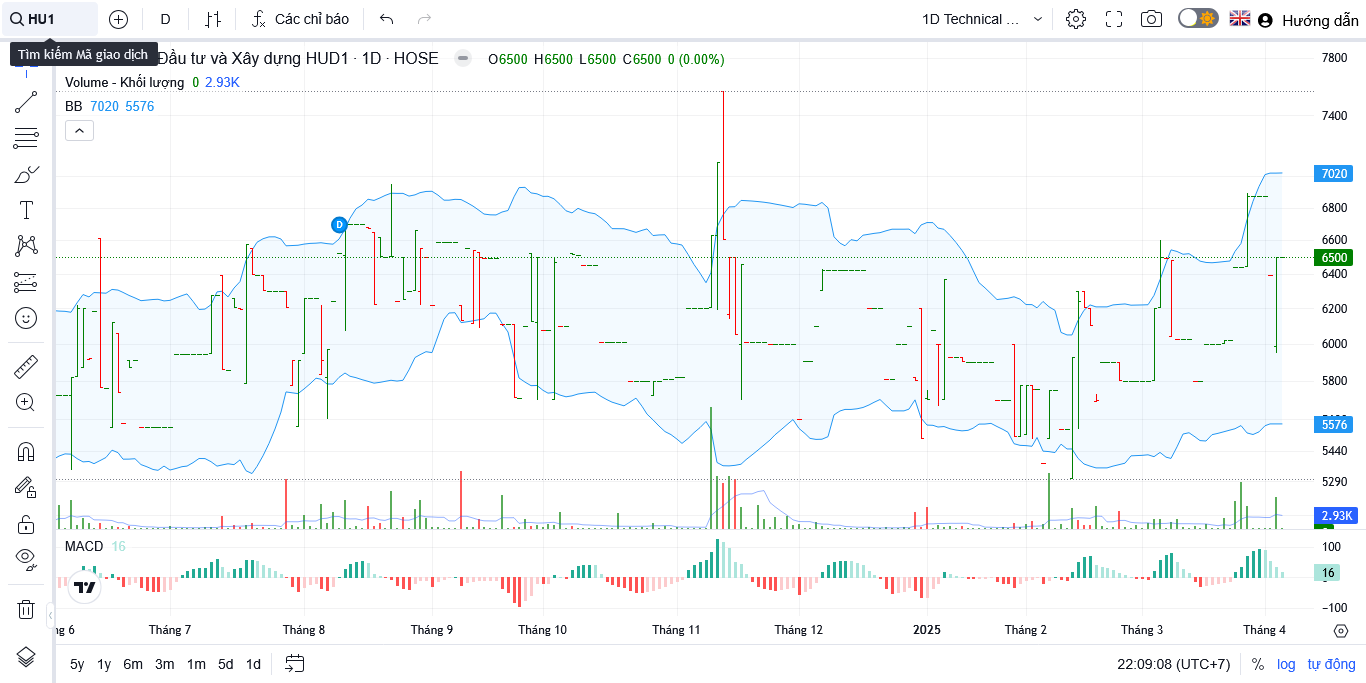 HU1
D
Các chỉ báo
1D Technical ...
Hướng dẫn
Tìm kiếm Mã giao dịch
Đầu tư và Xây dựng HUD1 · 1D · HOSE
O6500 H6500 L6500 C6500 0 (0.00%)
Volume - Khối lượng 0 2.93K
BB 7020 5576
D
7800
7400
7020
6800
6600
6500
6400
6200
6000
5800
5576
5440
5290
2.93K
MACD 16
100
16
−100
ng 6
Tháng 7
Tháng 8
Tháng 9
Tháng 10
Tháng 11
Tháng 12
2025
Tháng 2
Tháng 3
Tháng 4
5y 1y 6m 3m 1m 5d 1d
22:09:08 (UTC+7)
% log tự động